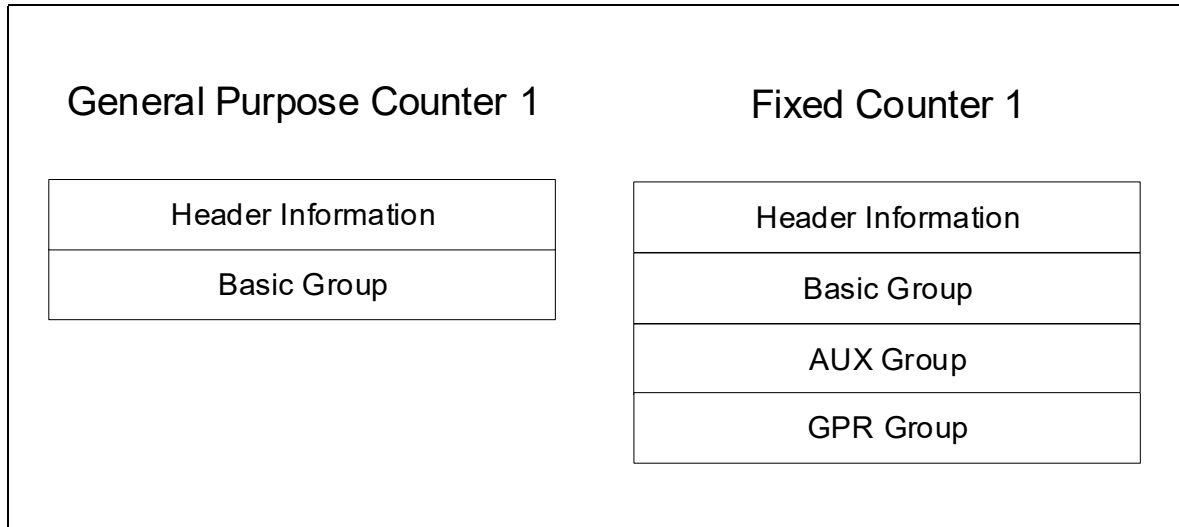 General Purpose Counter 1
Header Information
Basic Group
Fixed Counter 1
Header Information
Basic Group
AUX Group
GPR Group